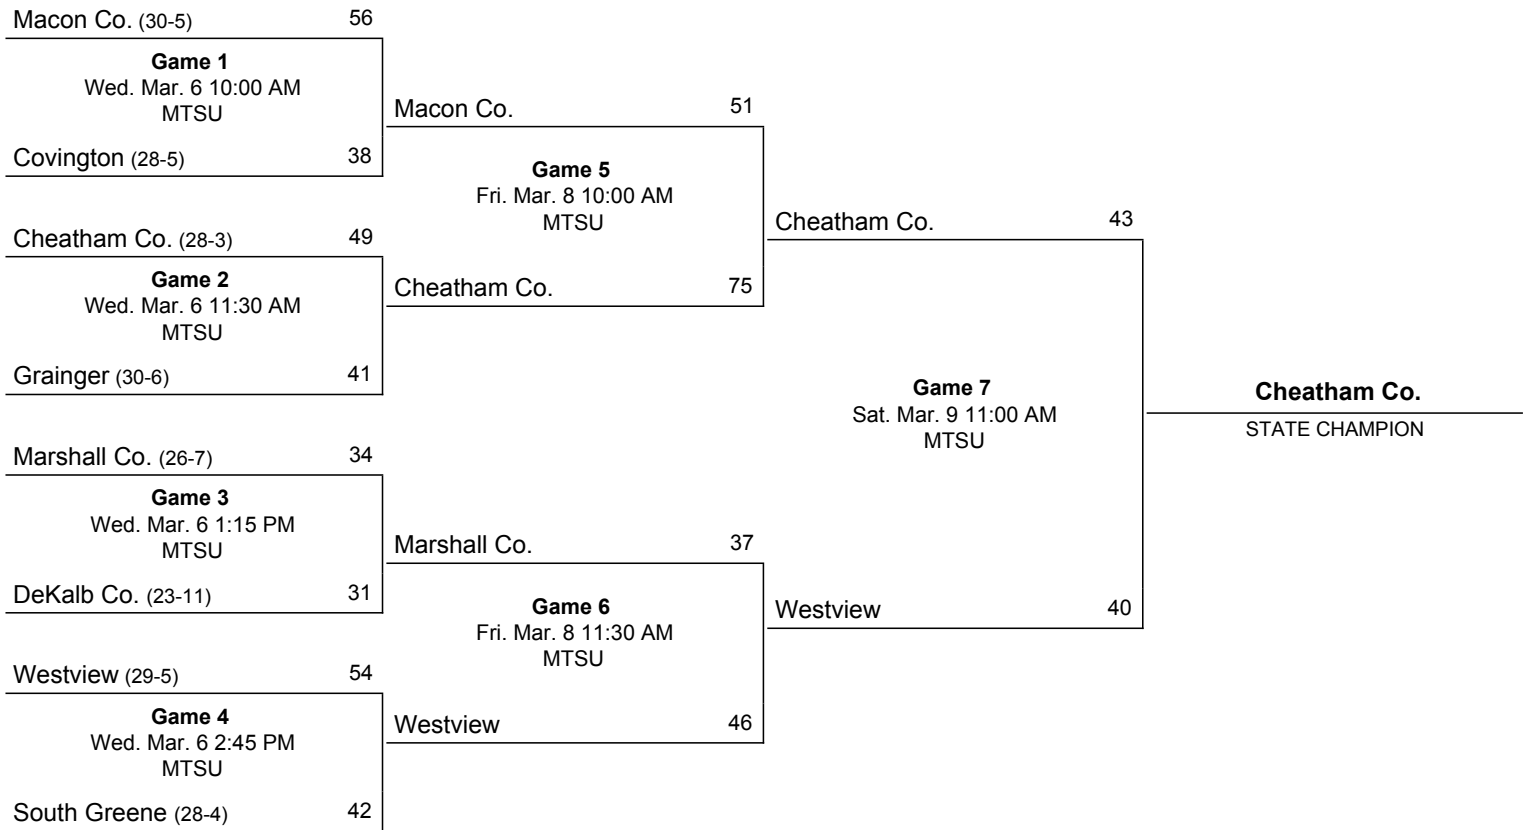 Macon Co. (30-5) 56
Game 1
Wed. Mar. 6 10:00 AM
MTSU
Covington (28-5) 38
Cheatham Co. (28-3) 49
Game 2
Wed. Mar. 6 11:30 AM
MTSU
Grainger (30-6) 41
Marshall Co. (26-7) 34
Game 3
Wed. Mar. 6 1:15 PM
MTSU
DeKalb Co. (23-11) 31
Westview (29-5) 54
Game 4
Wed. Mar. 6 2:45 PM
MTSU
South Greene (28-4) 42
Macon Co. 51
Game 5
Fri. Mar. 8 10:00 AM
MTSU
Cheatham Co. 75
Marshall Co. 37
Game 6
Fri. Mar. 8 11:30 AM
MTSU
Westview 46
Cheatham Co. 43
Game 7
Sat. Mar. 9 11:00 AM
MTSU
Westview 40
Cheatham Co.
STATE CHAMPION